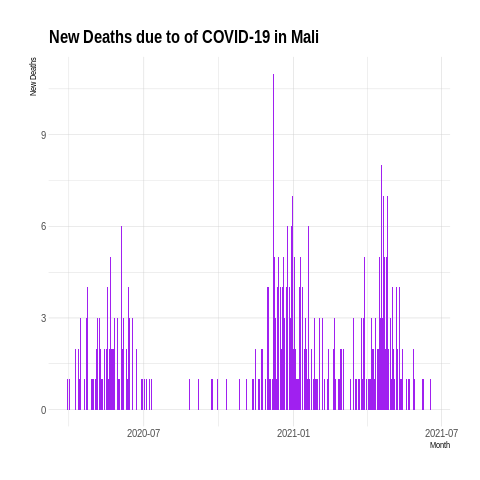 New Deaths due to of COVID-19 in Mali
New Deaths
9
6
3
0
2020-07
2021-01
2021-07
Month